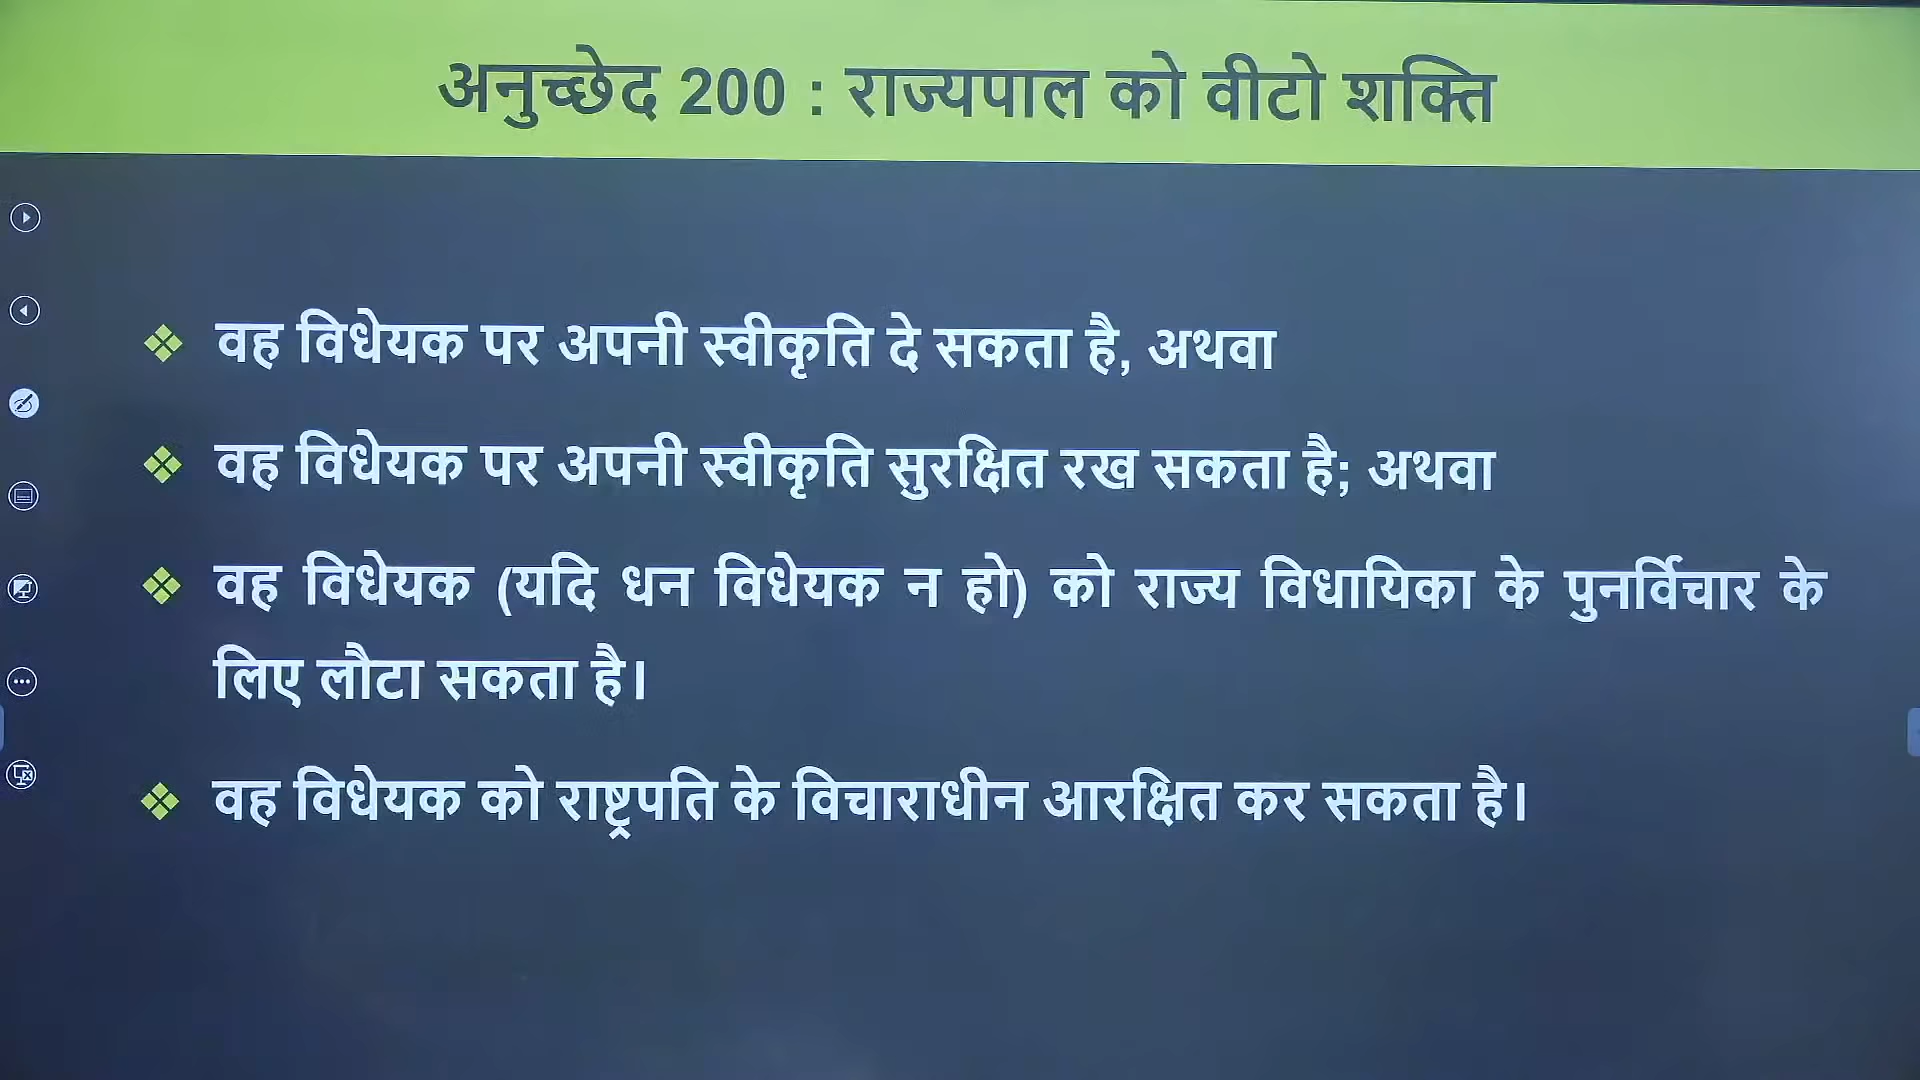 अनुच्छेद 200 : राज्यपाल को वीटो शक्ति
वह विधेयक पर अपनी स्वीकृति दे सकता है, अथवा
वह विधेयक पर अपनी स्वीकृति सुरक्षित रख सकता है; अथवा
वह विधेयक (यदि धन विधेयक न हो) को राज्य विधायिका के पुनर्विचार के
लिए लौटा सकता है।
वह विधेयक को राष्ट्रपति के विचाराधीन आरक्षित कर सकता है।